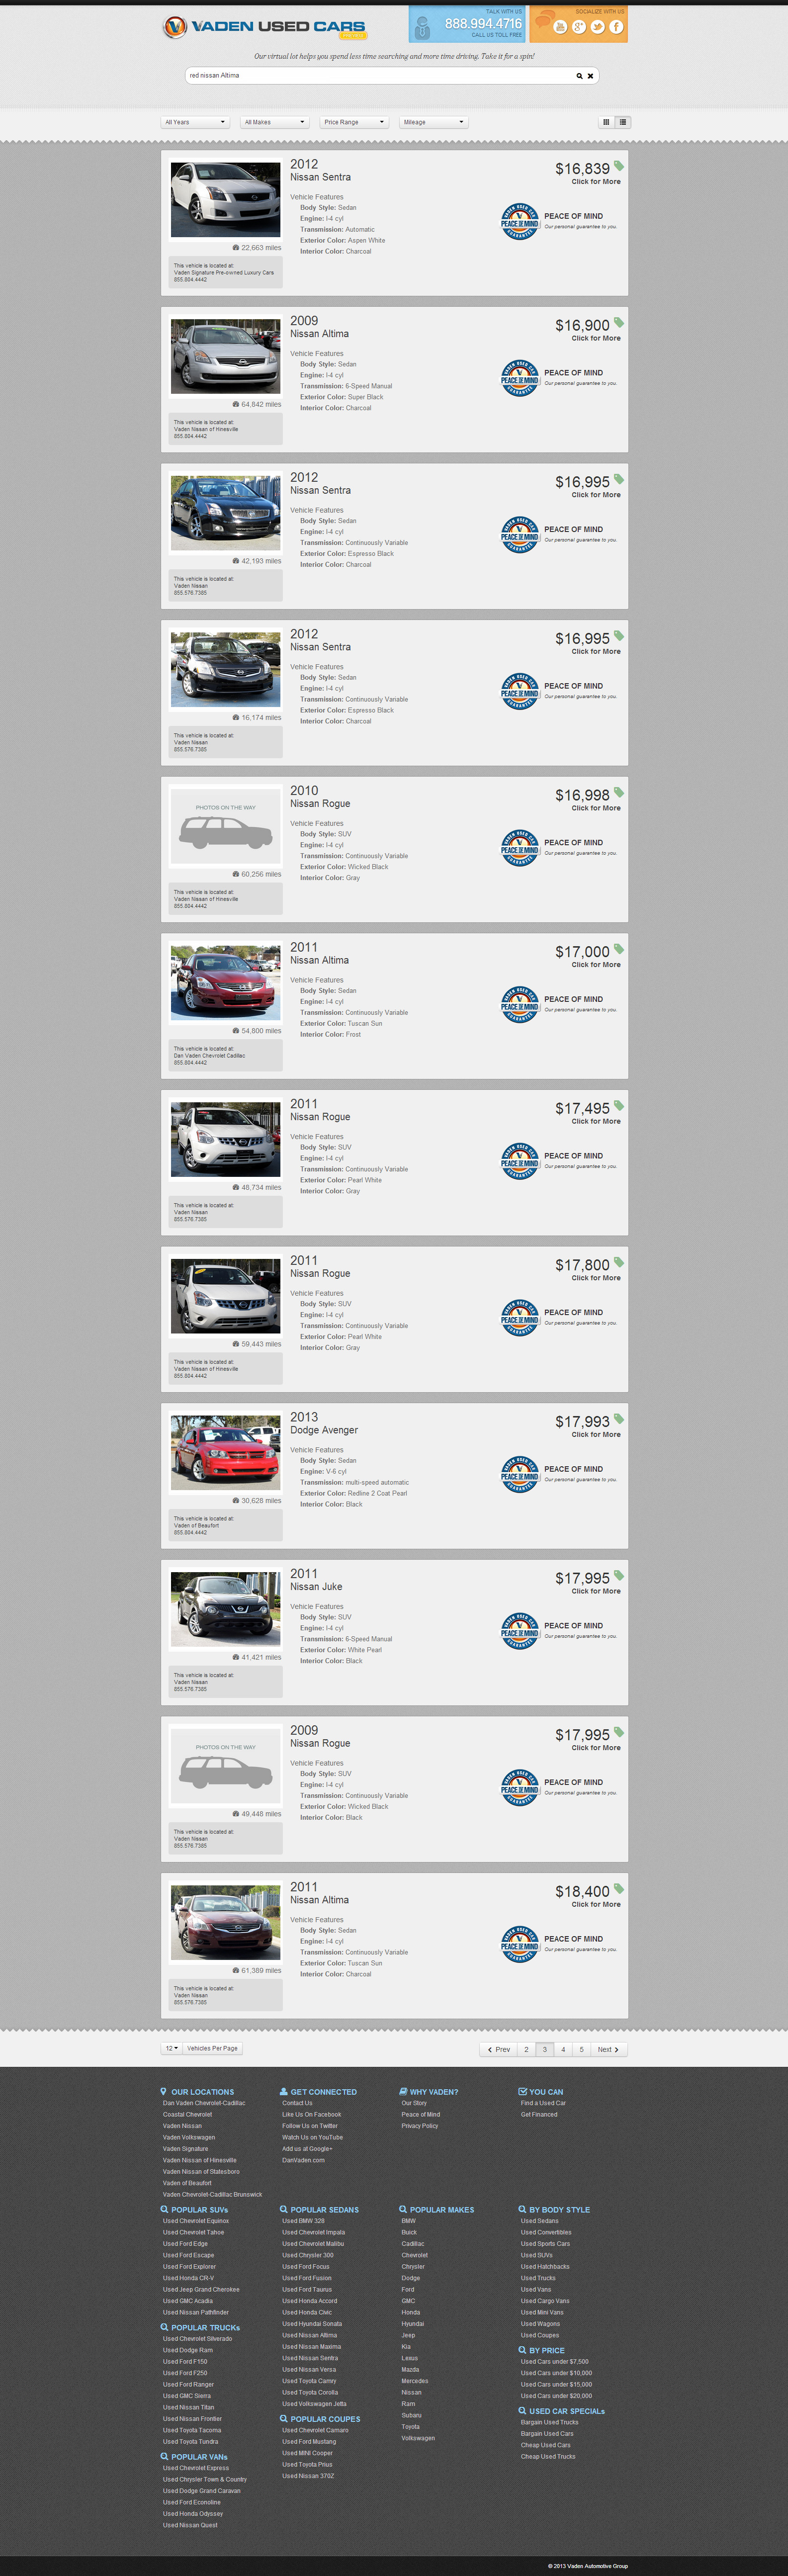 VADEN USED CARS
TALK WITH US
888.994.4716
CALL US TOLL FREE
SOCIALIZE WITH US
Our virtual lot helps you spend less time searching and more time driving. Take it for a spin!
red nissan Altima
All Years
All Makes
Price Range
Mileage
2012
Nissan Sentra
$16,839
Click for More
Vehicle Features
Body Style: Sedan
Engine: I-4 cyl
Transmission: Automatic
Exterior Color: Aspen White
Interior Color: Charcoal
PEACE OF MIND
Our personal guarantee to you.
22,663 miles
This vehicle is located at:
Vaden Signature Pre-owned Luxury Cars
855.884.4442
2009
Nissan Altima
$16,900
Click for More
Vehicle Features
Body Style: Sedan
Engine: I-4 cyl
Transmission: 6-Speed Manual
Exterior Color: Super Black
Interior Color: Charcoal
PEACE OF MIND
Our personal guarantee to you.
64,842 miles
This vehicle is located at:
Vaden Nissan of Hinesville
855.884.4442
2012
Nissan Sentra
$16,995
Click for More
Vehicle Features
Body Style: Sedan
Engine: I-4 cyl
Transmission: Continuously Variable
Exterior Color: Espresso Black
Interior Color: Charcoal
PEACE OF MIND
Our personal guarantee to you.
42,193 miles
This vehicle is located at:
Vaden Nissan
855.576.7385
2012
Nissan Sentra
$16,995
Click for More
Vehicle Features
Body Style: Sedan
Engine: I-4 cyl
Transmission: Continuously Variable
Exterior Color: Espresso Black
Interior Color: Charcoal
PEACE OF MIND
Our personal guarantee to you.
16,174 miles
This vehicle is located at:
Vaden Nissan
855.576.7385
2010
Nissan Rogue
$16,998
Click for More
PHOTOS ON THE WAY
Vehicle Features
Body Style: SUV
Engine: I-4 cyl
Transmission: Continuously Variable
Exterior Color: Wicked Black
Interior Color: Gray
PEACE OF MIND
Our personal guarantee to you.
60,256 miles
This vehicle is located at:
Vaden Nissan of Hinesville
855.884.4442
2011
Nissan Altima
$17,000
Click for More
Vehicle Features
Body Style: Sedan
Engine: I-4 cyl
Transmission: Continuously Variable
Exterior Color: Tuscan Sun
Interior Color: Frost
PEACE OF MIND
Our personal guarantee to you.
54,800 miles
This vehicle is located at:
Dan Vaden Chevrolet Cadillac
855.884.4442
2011
Nissan Rogue
$17,495
Click for More
Vehicle Features
Body Style: SUV
Engine: I-4 cyl
Transmission: Continuously Variable
Exterior Color: Pearl White
Interior Color: Gray
PEACE OF MIND
Our personal guarantee to you.
48,734 miles
This vehicle is located at:
Vaden Nissan
855.576.7385
2011
Nissan Rogue
$17,800
Click for More
Vehicle Features
Body Style: SUV
Engine: I-4 cyl
Transmission: Continuously Variable
Exterior Color: Pearl White
Interior Color: Gray
PEACE OF MIND
Our personal guarantee to you.
59,443 miles
This vehicle is located at:
Vaden Nissan of Hinesville
855.884.4442
2013
Dodge Avenger
$17,993
Click for More
Vehicle Features
Body Style: Sedan
Engine: V-6 cyl
Transmission: multi-speed automatic
Exterior Color: Redline 2 Coat Pearl
Interior Color: Black
PEACE OF MIND
Our personal guarantee to you.
30,628 miles
This vehicle is located at:
Vaden of Beaufort
855.884.4442
2011
Nissan Juke
$17,995
Click for More
Vehicle Features
Body Style: SUV
Engine: I-4 cyl
Transmission: 6-Speed Manual
Exterior Color: White Pearl
Interior Color: Black
PEACE OF MIND
Our personal guarantee to you.
41,421 miles
This vehicle is located at:
Vaden Nissan
855.576.7385
2009
Nissan Rogue
$17,995
Click for More
PHOTOS ON THE WAY
Vehicle Features
Body Style: SUV
Engine: I-4 cyl
Transmission: Continuously Variable
Exterior Color: Wicked Black
Interior Color: Black
PEACE OF MIND
Our personal guarantee to you.
49,448 miles
This vehicle is located at:
Vaden Nissan
855.576.7385
2011
Nissan Altima
$18,400
Click for More
Vehicle Features
Body Style: Sedan
Engine: I-4 cyl
Transmission: Continuously Variable
Exterior Color: Tuscan Sun
Interior Color: Charcoal
PEACE OF MIND
Our personal guarantee to you.
61,389 miles
This vehicle is located at:
Vaden Nissan
855.576.7385
12 Vehicles Per Page
Prev 2 3 4 5 Next
OUR LOCATIONS
Dan Vaden Chevrolet-Cadillac
Coastal Chevrolet
Vaden Nissan
Vaden Volkswagen
Vaden Signature
Vaden Nissan of Hinesville
Vaden Nissan of Statesboro
Vaden of Beaufort
Vaden Chevrolet-Cadillac Brunswick
GET CONNECTED
Contact Us
Like Us On Facebook
Follow Us on Twitter
Watch Us on YouTube
Add us at Google+
DanVaden.com
WHY VADEN?
Our Story
Peace of Mind
Privacy Policy
YOU CAN
Find a Used Car
Get Financed
POPULAR SUVs
Used Chevrolet Equinox
Used Chevrolet Tahoe
Used Ford Edge
Used Ford Escape
Used Ford Explorer
Used Honda CR-V
Used Jeep Grand Cherokee
Used GMC Acadia
Used Nissan Pathfinder
POPULAR TRUCKs
Used Chevrolet Silverado
Used Dodge Ram
Used Ford F150
Used Ford F250
Used Ford Ranger
Used GMC Sierra
Used Nissan Titan
Used Nissan Frontier
Used Toyota Tacoma
Used Toyota Tundra
POPULAR VANs
Used Chevrolet Express
Used Chrysler Town & Country
Used Dodge Grand Caravan
Used Ford Econoline
Used Honda Odyssey
Used Nissan Quest
POPULAR SEDANS
Used BMW 328
Used Chevrolet Impala
Used Chevrolet Malibu
Used Chrysler 300
Used Ford Focus
Used Ford Fusion
Used Ford Taurus
Used Honda Accord
Used Honda Civic
Used Hyundai Sonata
Used Nissan Altima
Used Nissan Maxima
Used Nissan Sentra
Used Nissan Versa
Used Toyota Camry
Used Toyota Corolla
Used Volkswagen Jetta
POPULAR COUPES
Used Chevrolet Camaro
Used Ford Mustang
Used MINI Cooper
Used Toyota Prius
Used Nissan 370Z
POPULAR MAKES
BMW
Buick
Cadillac
Chevrolet
Chrysler
Dodge
Ford
GMC
Honda
Hyundai
Jeep
Kia
Lexus
Mazda
Mercedes
Nissan
Ram
Subaru
Toyota
Volkswagen
BY BODY STYLE
Used Sedans
Used Convertibles
Used Sports Cars
Used SUVs
Used Hatchbacks
Used Trucks
Used Vans
Used Cargo Vans
Used Mini Vans
Used Wagons
Used Coupes
BY PRICE
Used Cars under $7,500
Used Cars under $10,000
Used Cars under $15,000
Used Cars under $20,000
USED CAR SPECIALs
Bargain Used Trucks
Bargain Used Cars
Cheap Used Cars
Cheap Used Trucks
© 2013 Vaden Automotive Group